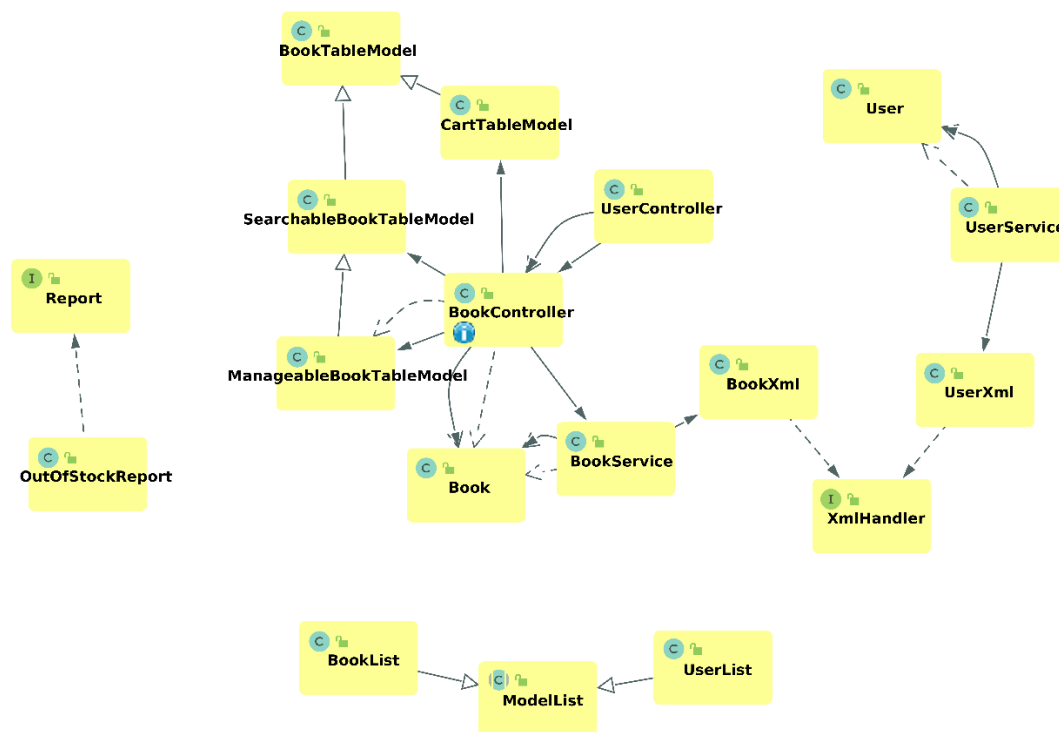 C
BookTableModel
C
CartTableModel
C
User
C
SearchableBookTableModel
C
UserController
C
UserService
I
Report
C
BookController
i
C
ManageableBookTableModel
C
BookXml
C
UserXml
C
OutOfStockReport
C
Book
C
BookService
I
XmlHandler
C
BookList
C
UserList
C
ModelList